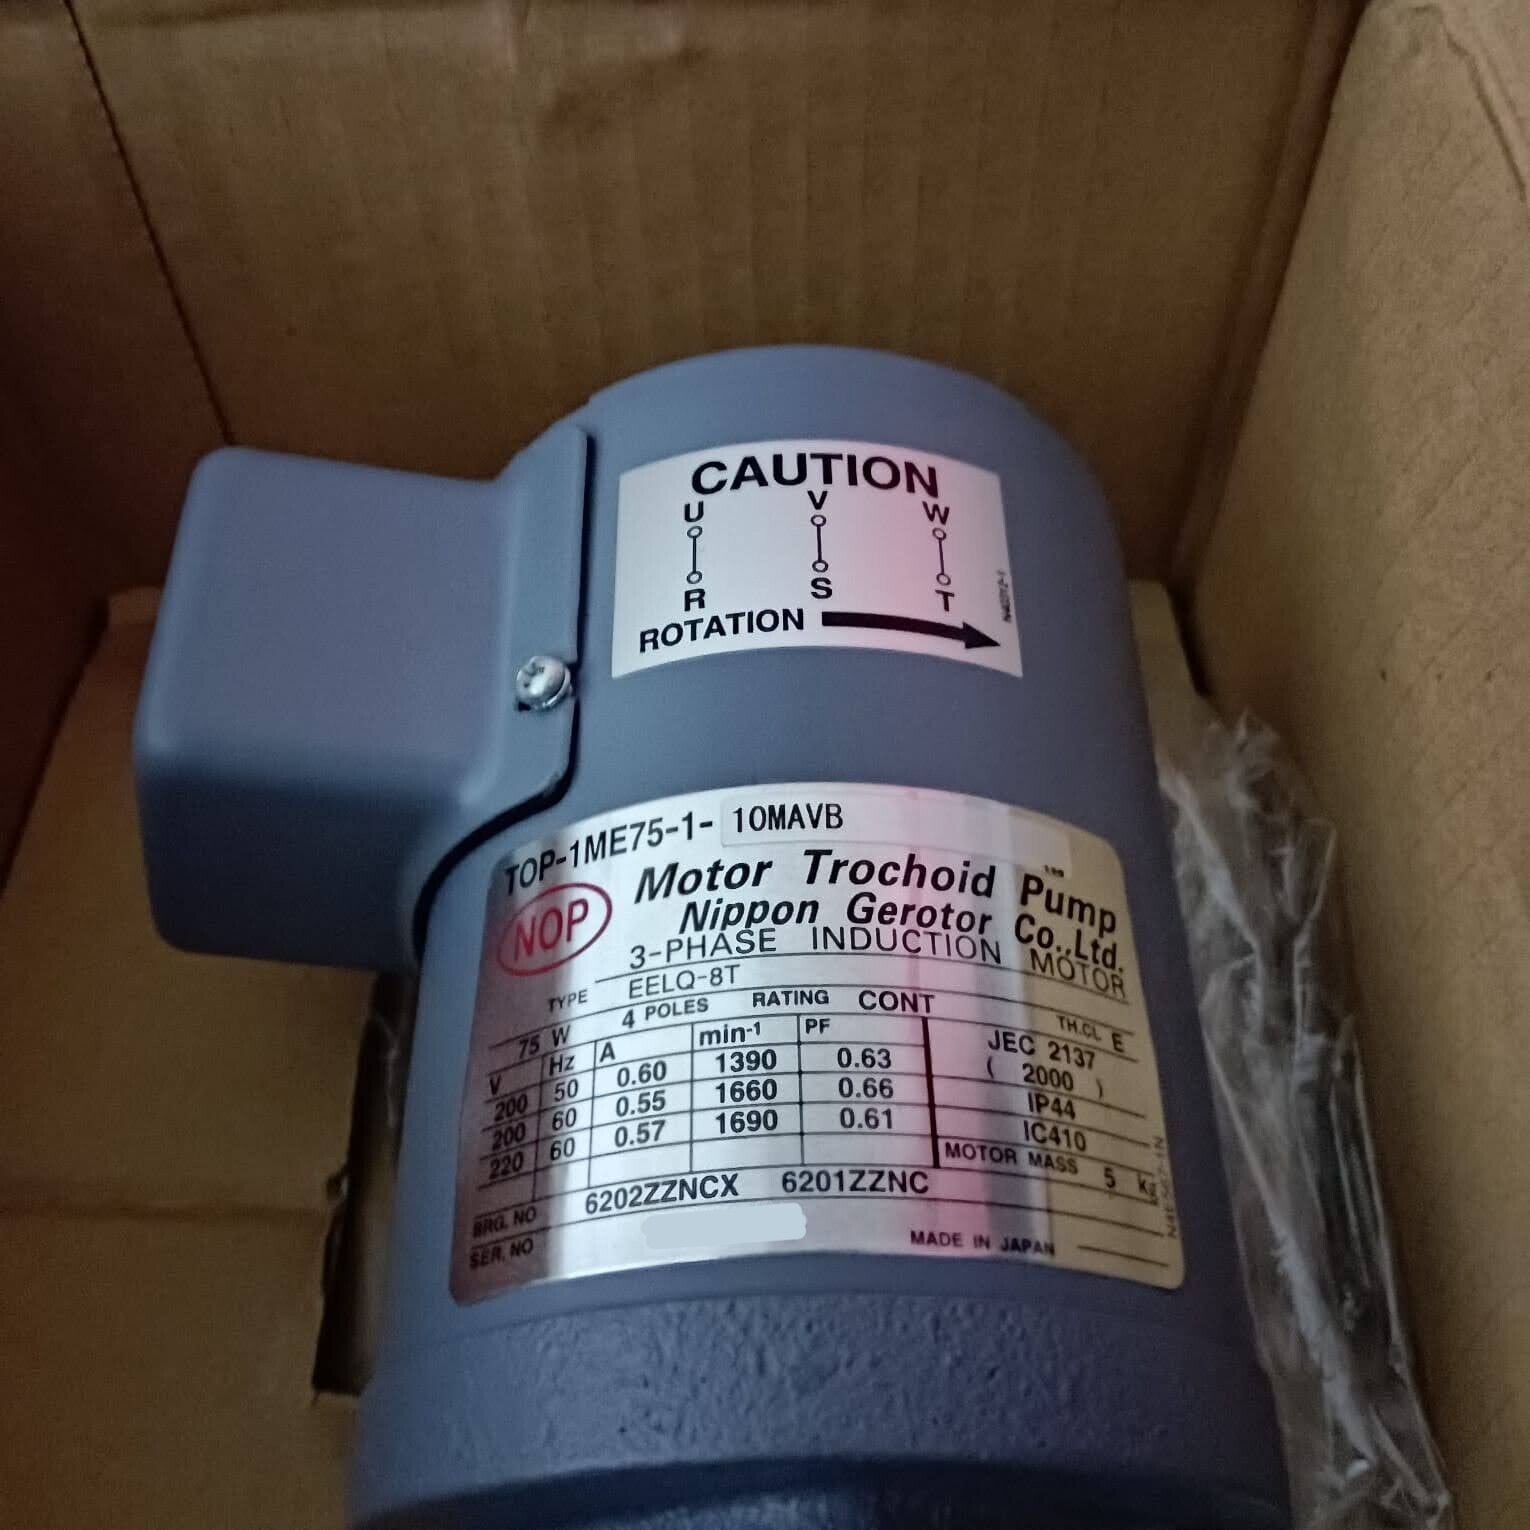 CAUTION
U V W
R S T
ROTATION
N40312-1
TOP-1ME75-1- 10MAVB
NOP
Motor Trochoid Pump
Nippon Gerotor Co.,Ltd.
3-PHASE INDUCTION MOTOR
TYPE EELQ-8T
75 W 4 POLES RATING CONT TH.CL E
V Hz A min-1 PF JEC 2137
200 50 0.60 1390 0.63 ( 2000 )
200 60 0.55 1660 0.66 IP44
220 60 0.57 1690 0.61 IC410
MOTOR MASS 5
BRG. NO 6202ZZNCX 6201ZZNC
SER. NO MADE IN JAPAN